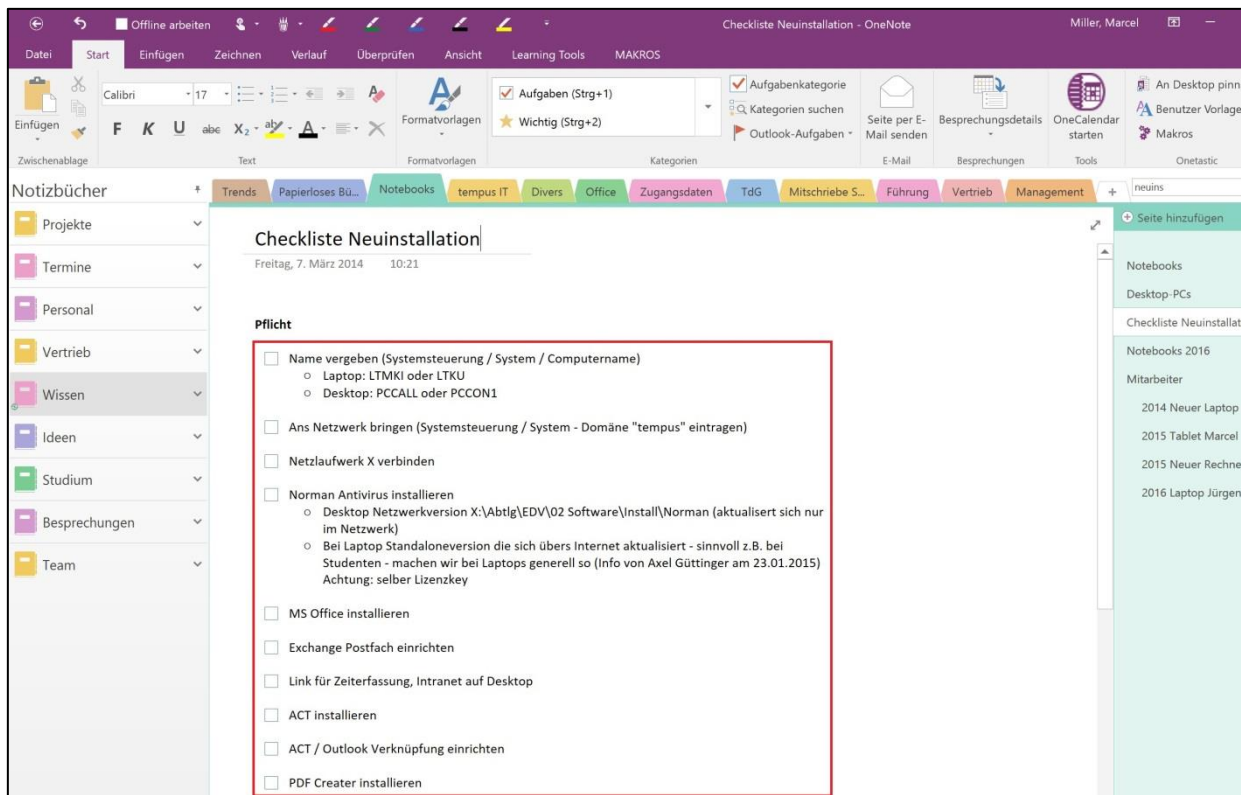 Offline arbeiten
Checkliste Neuinstallation - OneNote
Miller, Marcel
Datei Start Einfügen Zeichnen Verlauf Überprüfen Ansicht Learning Tools MAKROS
Einfügen
Zwischenablage
Calibri 17
F K U abc X₂ aby A
Text
Formatvorlagen
Formatvorlagen
Aufgaben (Strg+1)
Wichtig (Strg+2)
Aufgabenkategorie
Kategorien suchen
Outlook-Aufgaben
Kategorien
Seite per E-
Mail senden
E-Mail
Besprechungsdetails
Besprechungen
OneCalendar
starten
Tools
An Desktop pinn
Benutzer Vorlage
Makros
Onetastic
Notizbücher
Trends Papierloses Bü... Notebooks tempus IT Divers Office Zugangsdaten TdG Mitschriebe S... Führung Vertrieb Management
neuins
Projekte
Termine
Personal
Vertrieb
Wissen
Ideen
Studium
Besprechungen
Team
Checkliste Neuinstallation
Freitag, 7. März 2014 10:21
Pflicht
Name vergeben (Systemsteuerung / System / Computername)
Laptop: LTMKI oder LTKU
Desktop: PCCALL oder PCCON1
Ans Netzwerk bringen (Systemsteuerung / System - Domäne "tempus" eintragen)
Netzlaufwerk X verbinden
Norman Antivirus installieren
Desktop Netzwerkversion X:\Abtlg\EDV\02 Software\Install\Norman (aktualisert sich nur
im Netzwerk)
Bei Laptop Standaloneversion die sich übers Internet aktualisiert - sinnvoll z.B. bei
Studenten - machen wir bei Laptops generell so (Info von Axel Güttinger am 23.01.2015)
Achtung: selber Lizenzkey
MS Office installieren
Exchange Postfach einrichten
Link für Zeiterfassung, Intranet auf Desktop
ACT installieren
ACT / Outlook Verknüpfung einrichten
PDF Creater installieren
Seite hinzufügen
Notebooks
Desktop-PCs
Checkliste Neuinstallat
Notebooks 2016
Mitarbeiter
2014 Neuer Laptop
2015 Tablet Marcel
2015 Neuer Rechne
2016 Laptop Jürgen